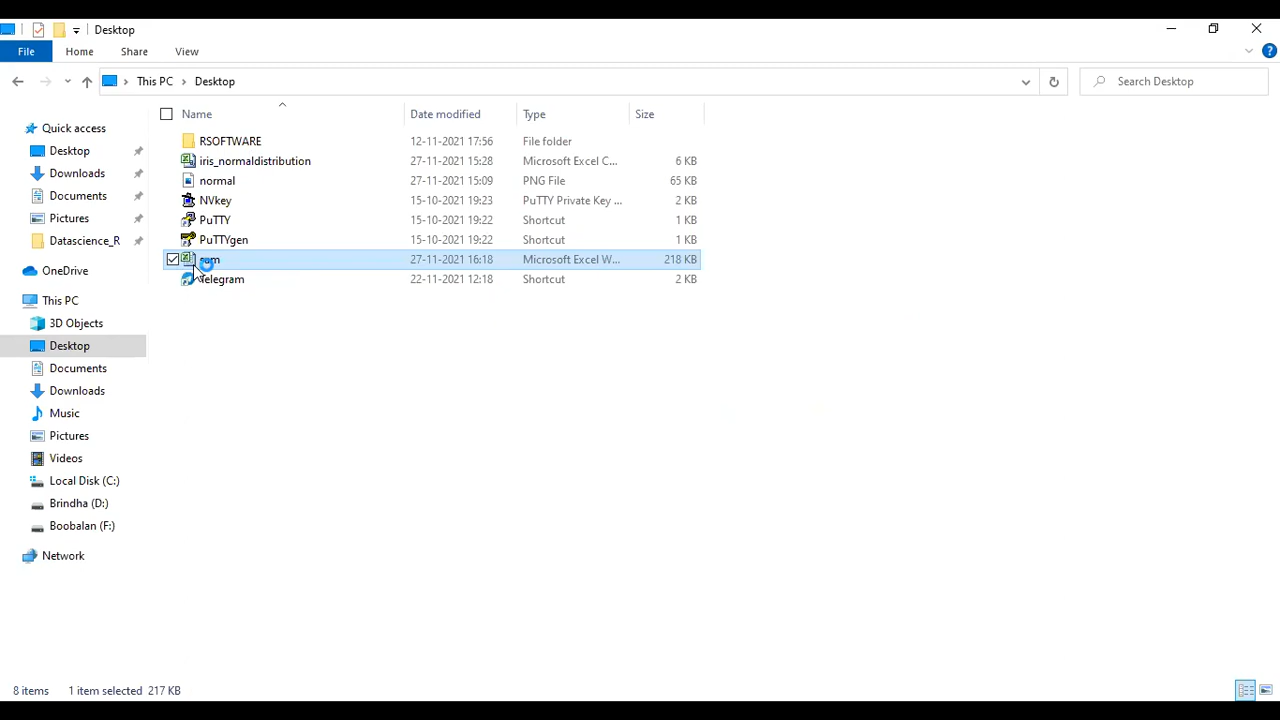 Desktop
File Home Share View
This PC Desktop Search Desktop
Name Date modified Type Size
Quick access
Desktop
Downloads
Documents
Pictures
Datascience_R
OneDrive
This PC
3D Objects
Desktop
Documents
Downloads
Music
Pictures
Videos
Local Disk (C:)
Brindha (D:)
Boobalan (F:)
Network
RSOFTWARE 12-11-2021 17:56 File folder
iris_normaldistribution 27-11-2021 15:28 Microsoft Excel C... 6 KB
normal 27-11-2021 15:09 PNG File 65 KB
NVkey 15-10-2021 19:23 PuTTY Private Key ... 2 KB
PuTTY 15-10-2021 19:22 Shortcut 1 KB
PuTTYgen 15-10-2021 19:22 Shortcut 1 KB
27-11-2021 16:18 Microsoft Excel W... 218 KB
Telegram 22-11-2021 12:18 Shortcut 2 KB
8 items 1 item selected 217 KB